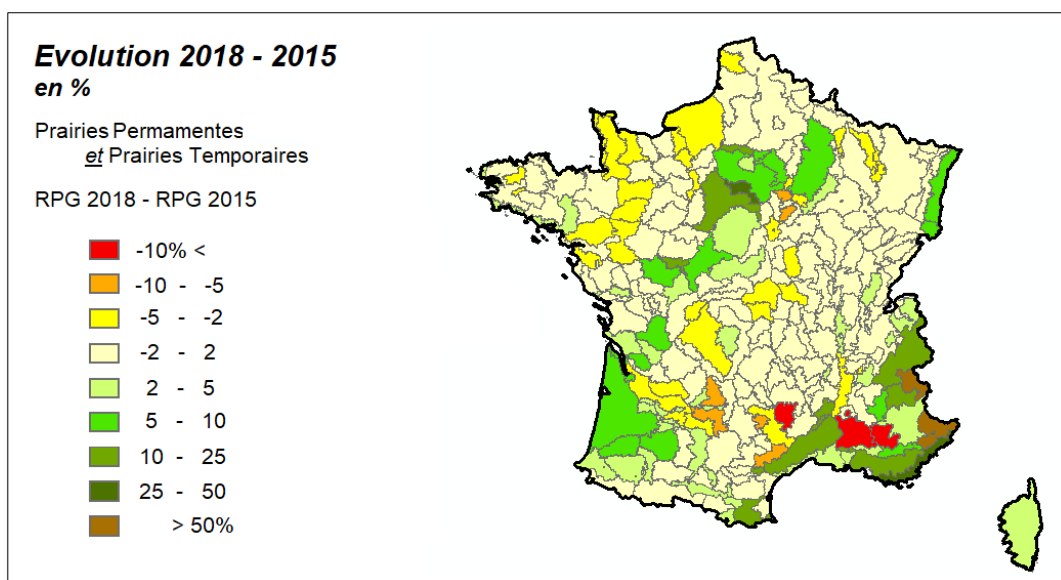 Evolution 2018 - 2015
en %
Prairies Permamentes
et Prairies Temporaires
RPG 2018 - RPG 2015
-10% <
-10 - -5
-5 - -2
-2 - 2
2 - 5
5 - 10
10 - 25
25 - 50
> 50%